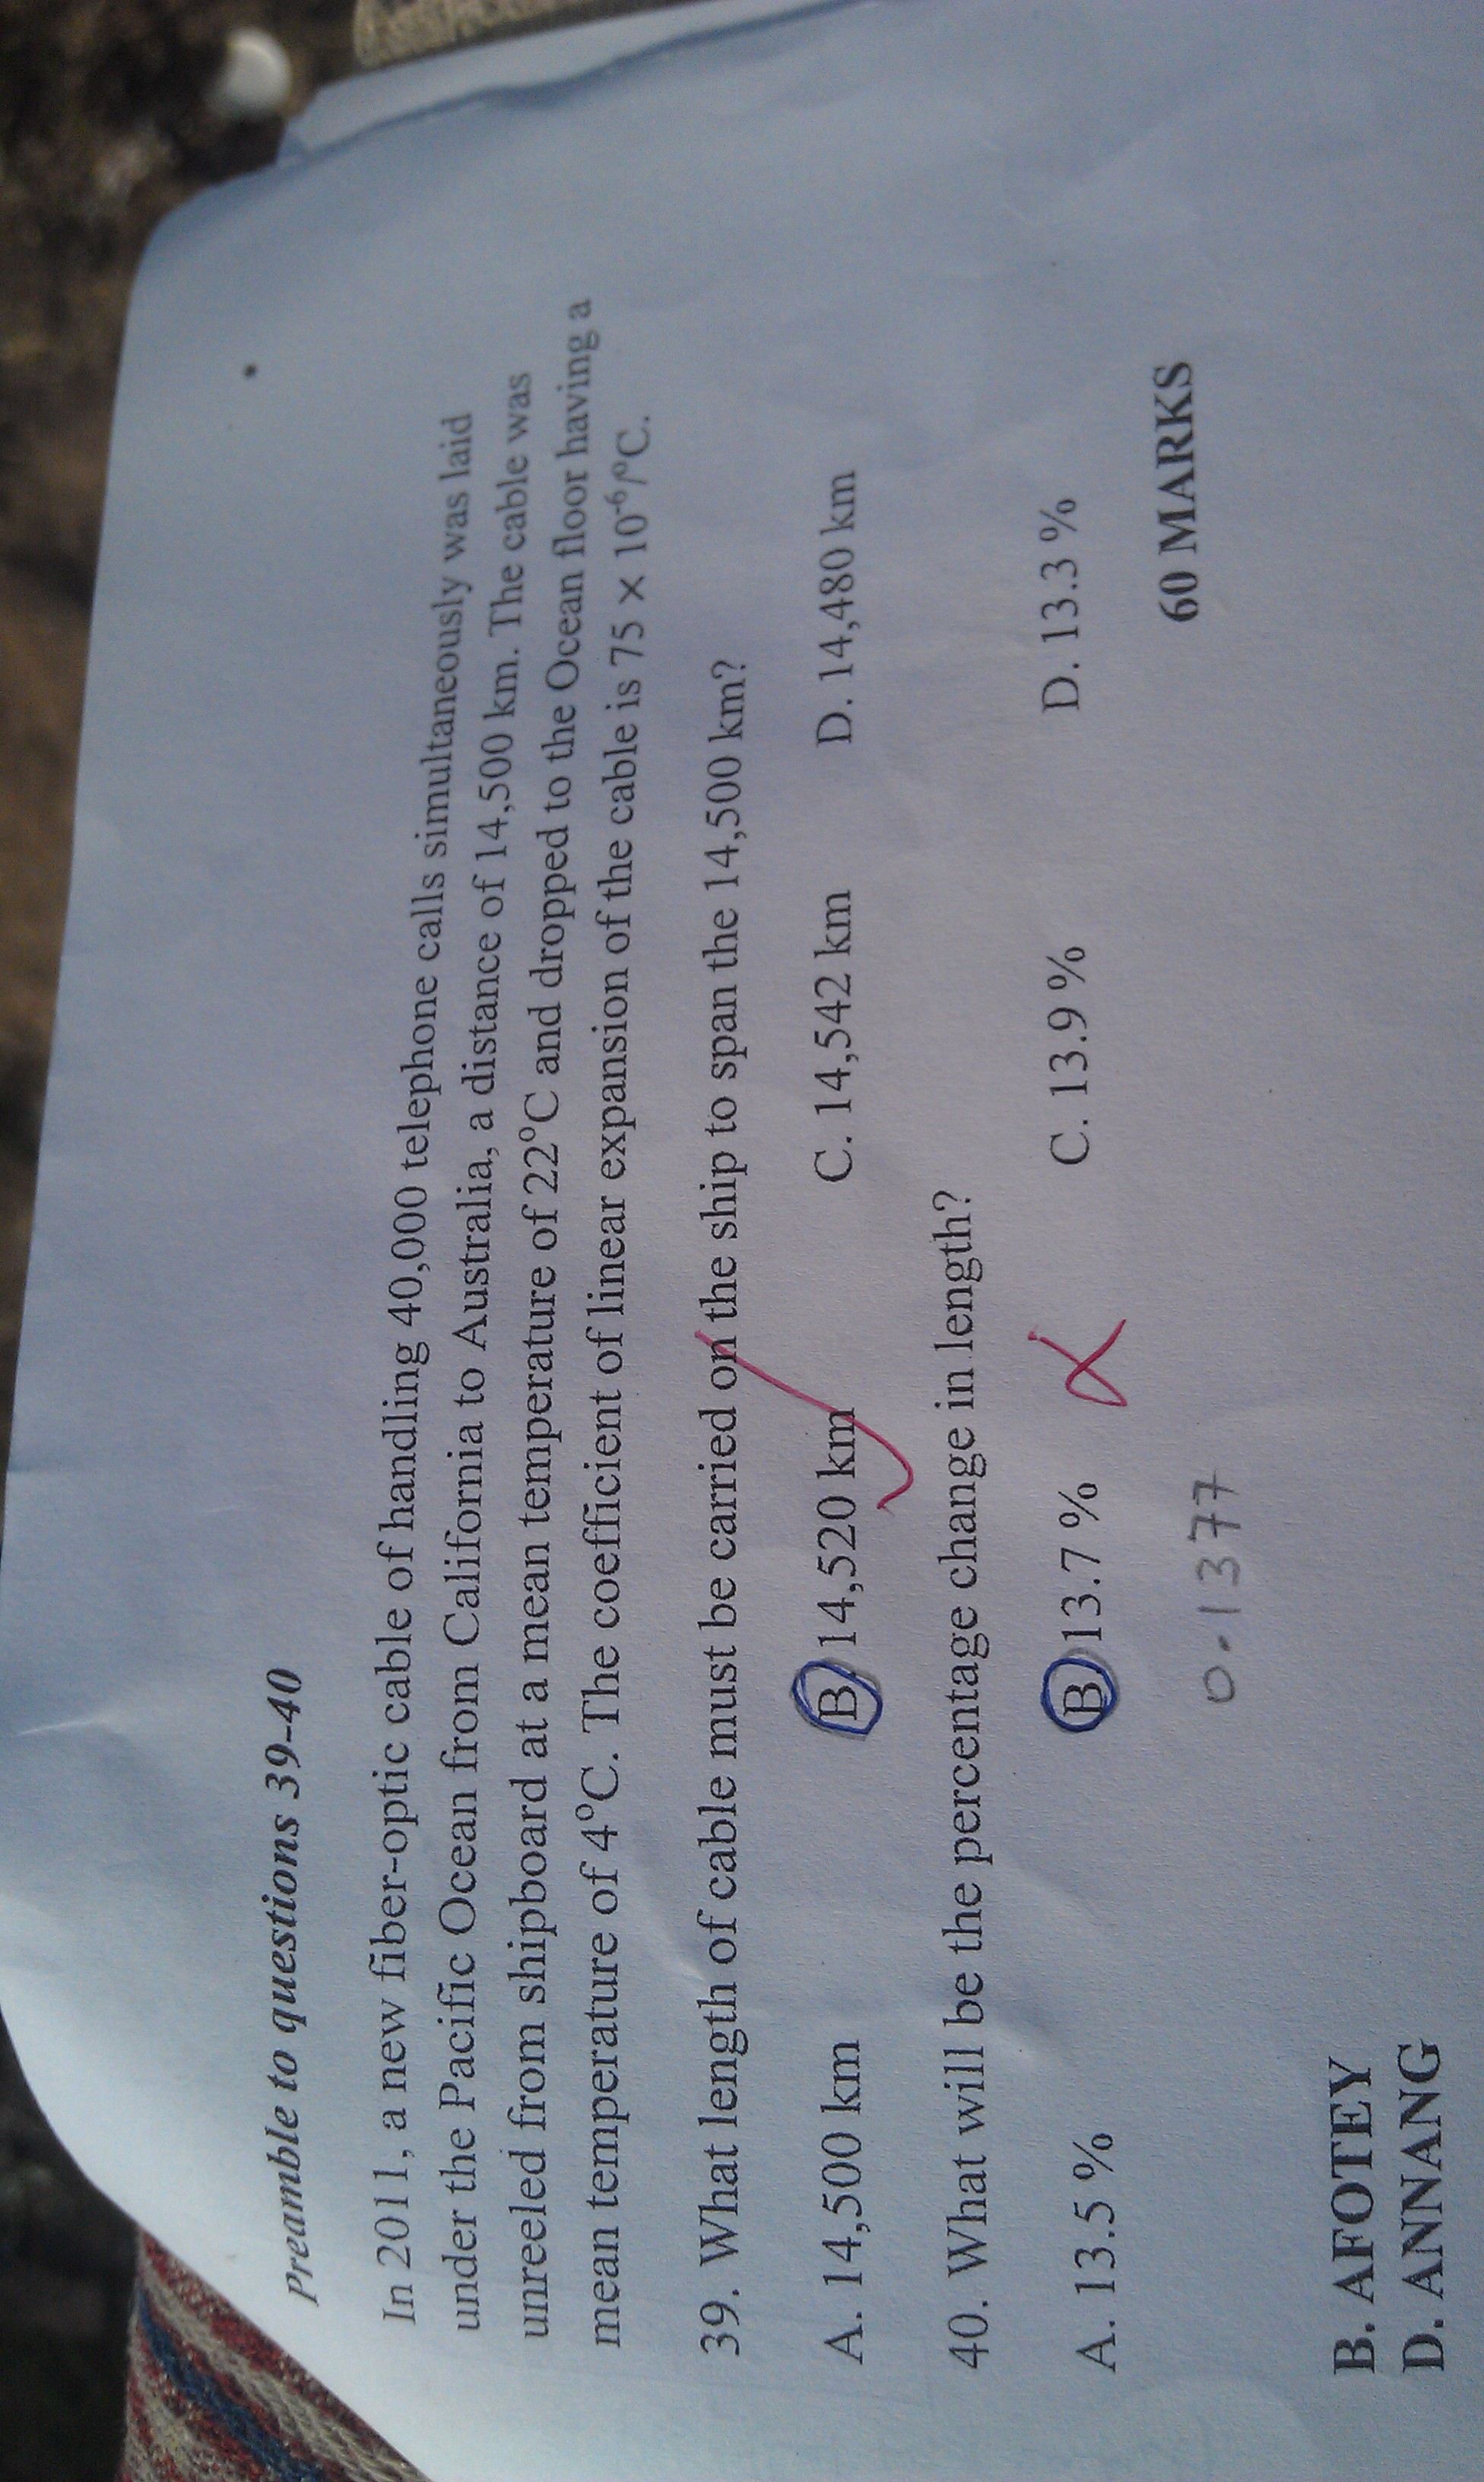 Preamble to questions 39-40
In 2011, a new fiber-optic cable of handling 40,000 telephone calls simultaneously was laid
under the Pacific Ocean from California to Australia, a distance of 14,500 km. The cable was
unreeled from shipboard at a mean temperature of 22°C and dropped to the Ocean floor having a
mean temperature of 4°C. The coefficient of linear expansion of the cable is 75 × 10⁻⁶/°C.
39. What length of cable must be carried on the ship to span the 14,500 km?
A. 14,500 km B. 14,520 km C. 14,542 km D. 14,480 km
40. What will be the percentage change in length?
A. 13.5 % B. 13.7 % C. 13.9 % D. 13.3 %
60 MARKS
0.1377
B. AFOTEY
D. ANNANG